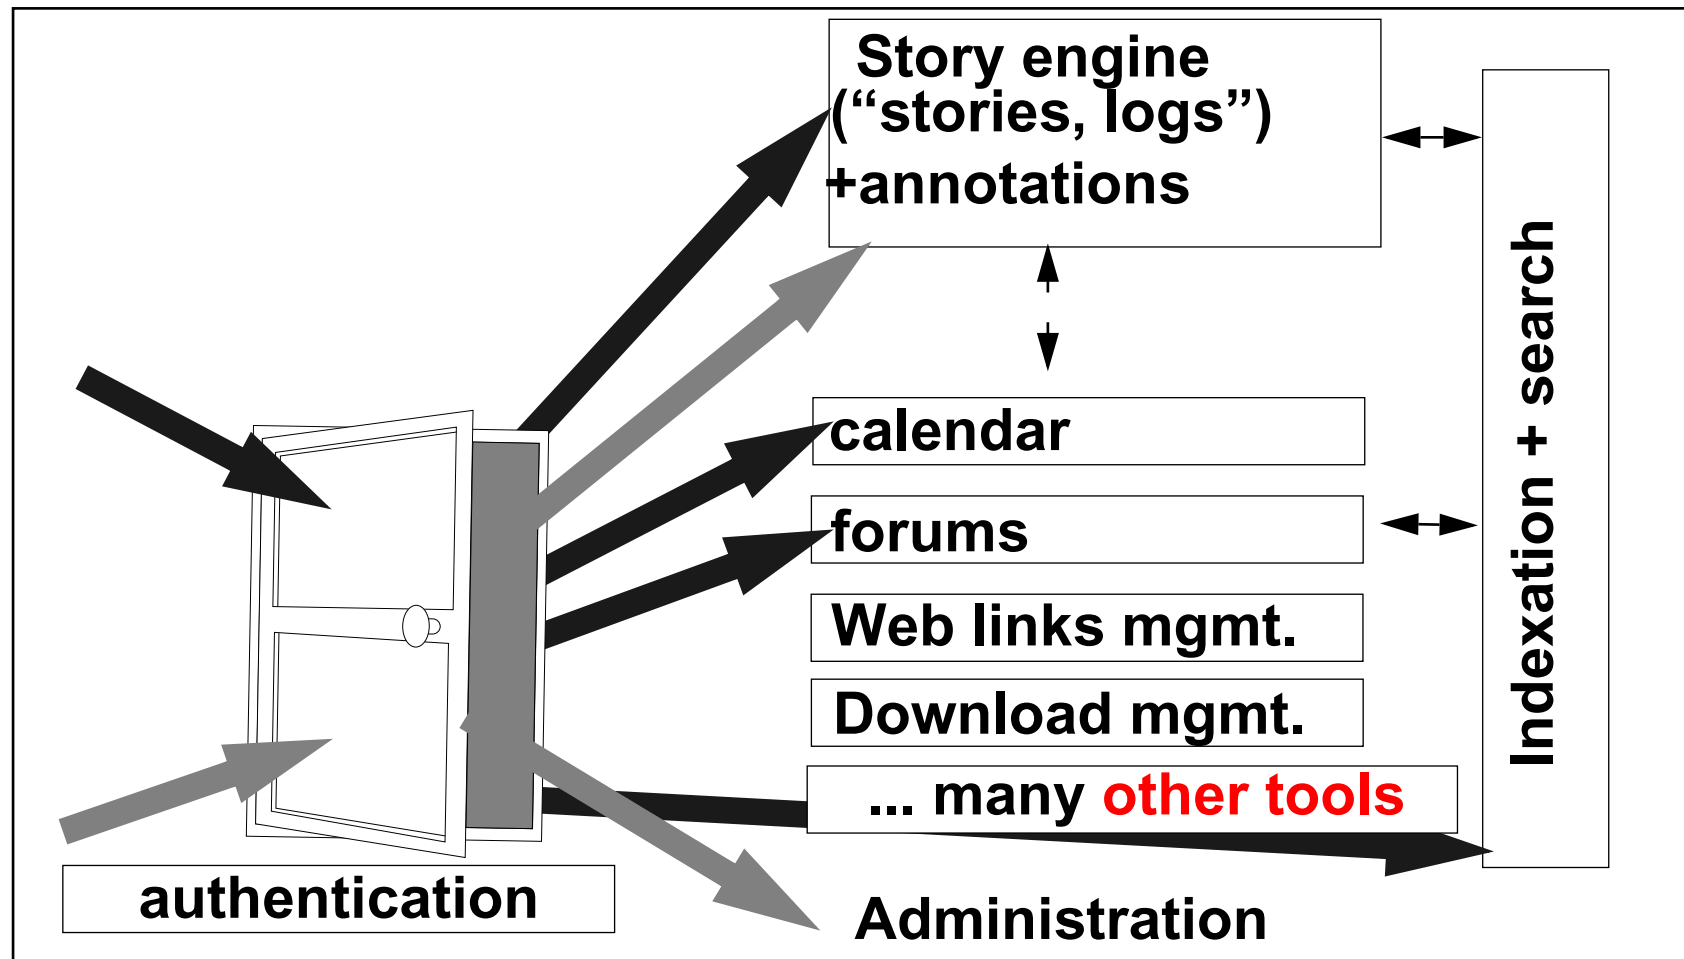 Story engine
(“stories, logs”)
+annotations
calendar
forums
Web links mgmt.
Download mgmt.
... many other tools
Administration
authentication
Indexation + search